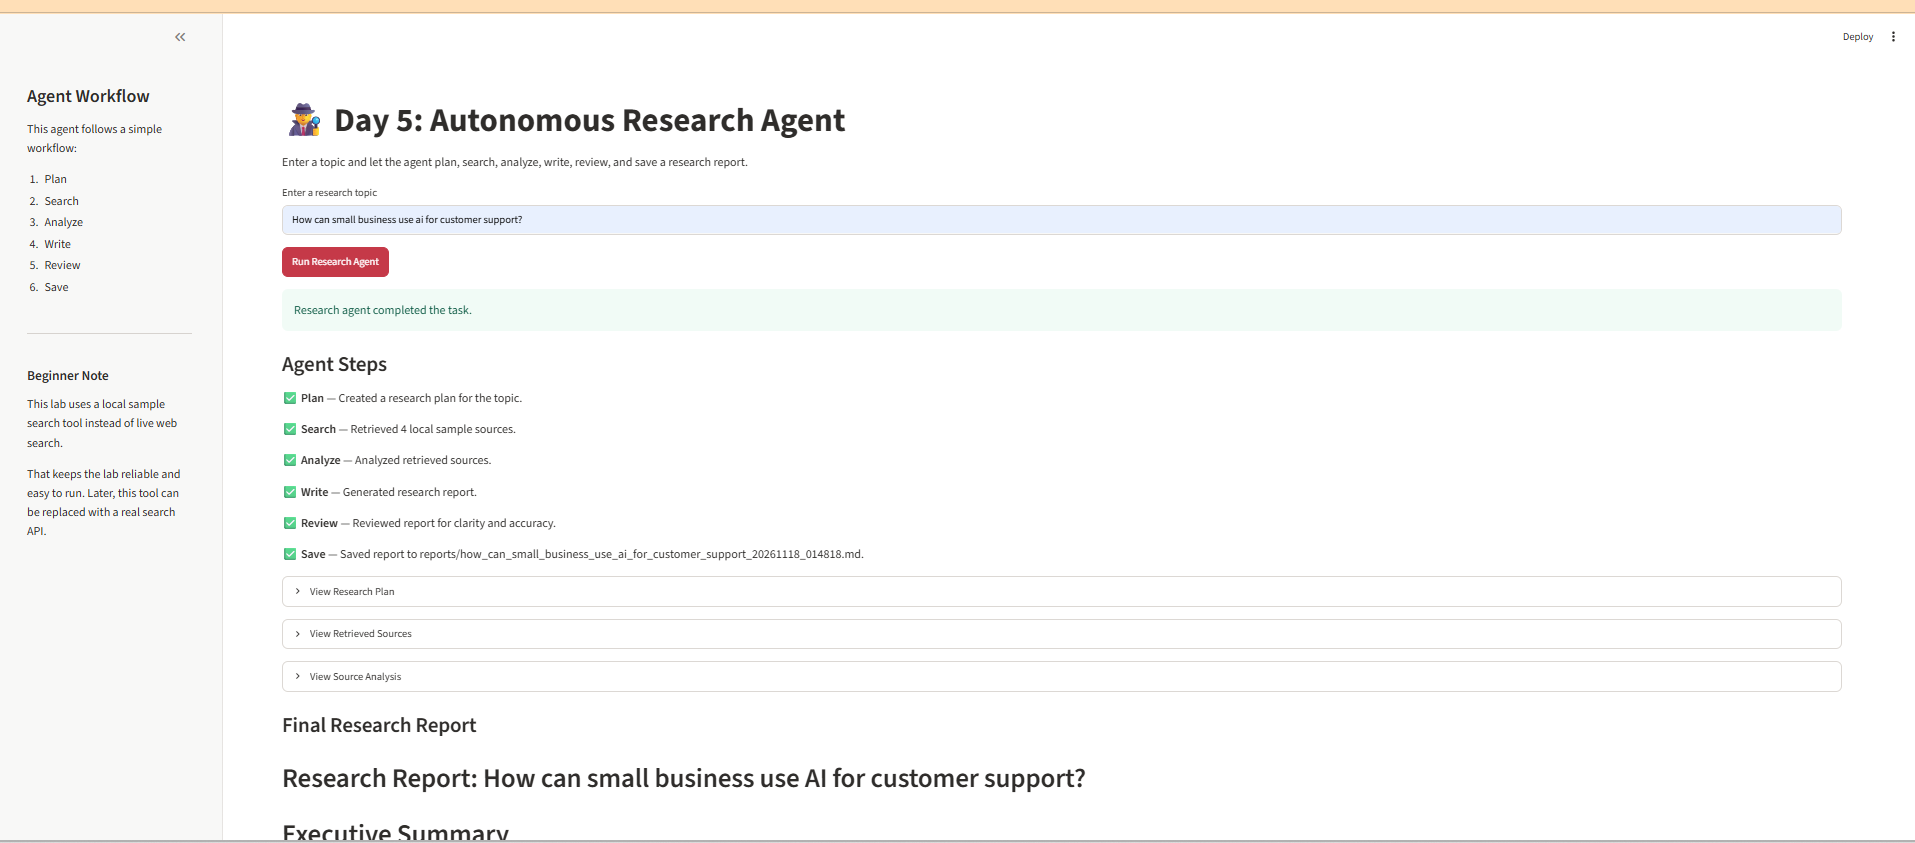 Agent Workflow
This agent follows a simple
workflow:
1. Plan
2. Search
3. Analyze
4. Write
5. Review
6. Save
Beginner Note
This lab uses a local sample
search tool instead of live web
search.
That keeps the lab reliable and
easy to run. Later, this tool can
be replaced with a real search
API.
Deploy
Day 5: Autonomous Research Agent
Enter a topic and let the agent plan, search, analyze, write, review, and save a research report.
Enter a research topic
How can small business use ai for customer support?
Run Research Agent
Research agent completed the task.
Agent Steps
Plan — Created a research plan for the topic.
Search — Retrieved 4 local sample sources.
Analyze — Analyzed retrieved sources.
Write — Generated research report.
Review — Reviewed report for clarity and accuracy.
Save — Saved report to reports/how_can_small_business_use_ai_for_customer_support_20261118_014818.md.
View Research Plan
View Retrieved Sources
View Source Analysis
Final Research Report
Research Report: How can small business use AI for customer support?
Executive Summary